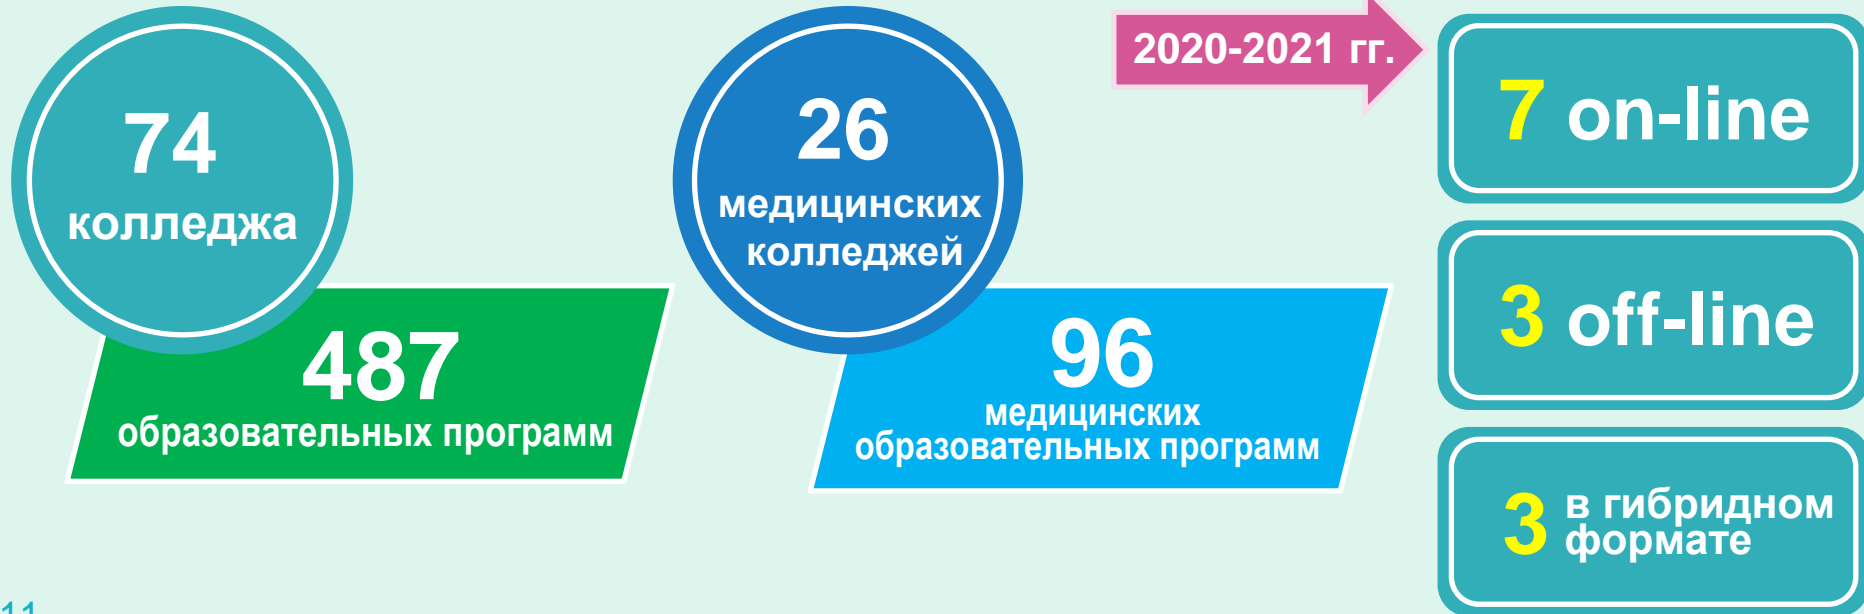 74
колледжа
487
образовательных программ
26
медицинских
колледжей
96
медицинских
образовательных программ
2020-2021 гг.
7 on-line
3 off-line
3 в гибридном
формате
11